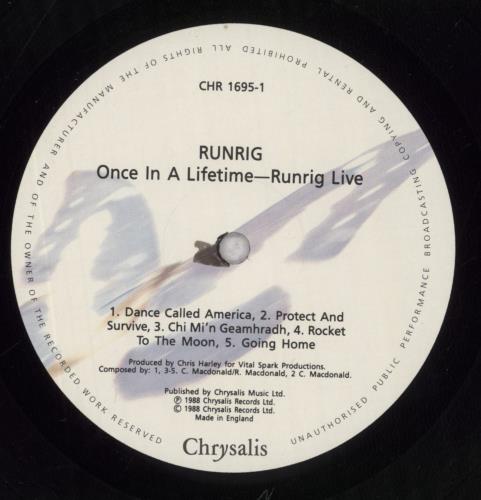 CHR 1695-1
RUNRIG
Once In A Lifetime—Runrig Live
1. Dance Called America, 2. Protect And
Survive, 3. Chi Mi'n Geamhradh, 4. Rocket
To The Moon, 5. Going Home
Produced by Chris Harley for Vital Spark Productions.
Composed by: 1, 3-5. C. Macdonald/R. Macdonald, 2 C. Macdonald.
Published by Chrysalis Music Ltd.
℗ 1988 Chrysalis Records Ltd.
© 1988 Chrysalis Records Ltd.
Made in England
Chrysalis
ALL RIGHTS OF THE MANUFACTURER AND OF THE OWNER OF THE RECORDED WORK RESERVED
UNAUTHORISED PUBLIC PERFORMANCE BROADCASTING COPYING AND RENTAL PROHIBITED